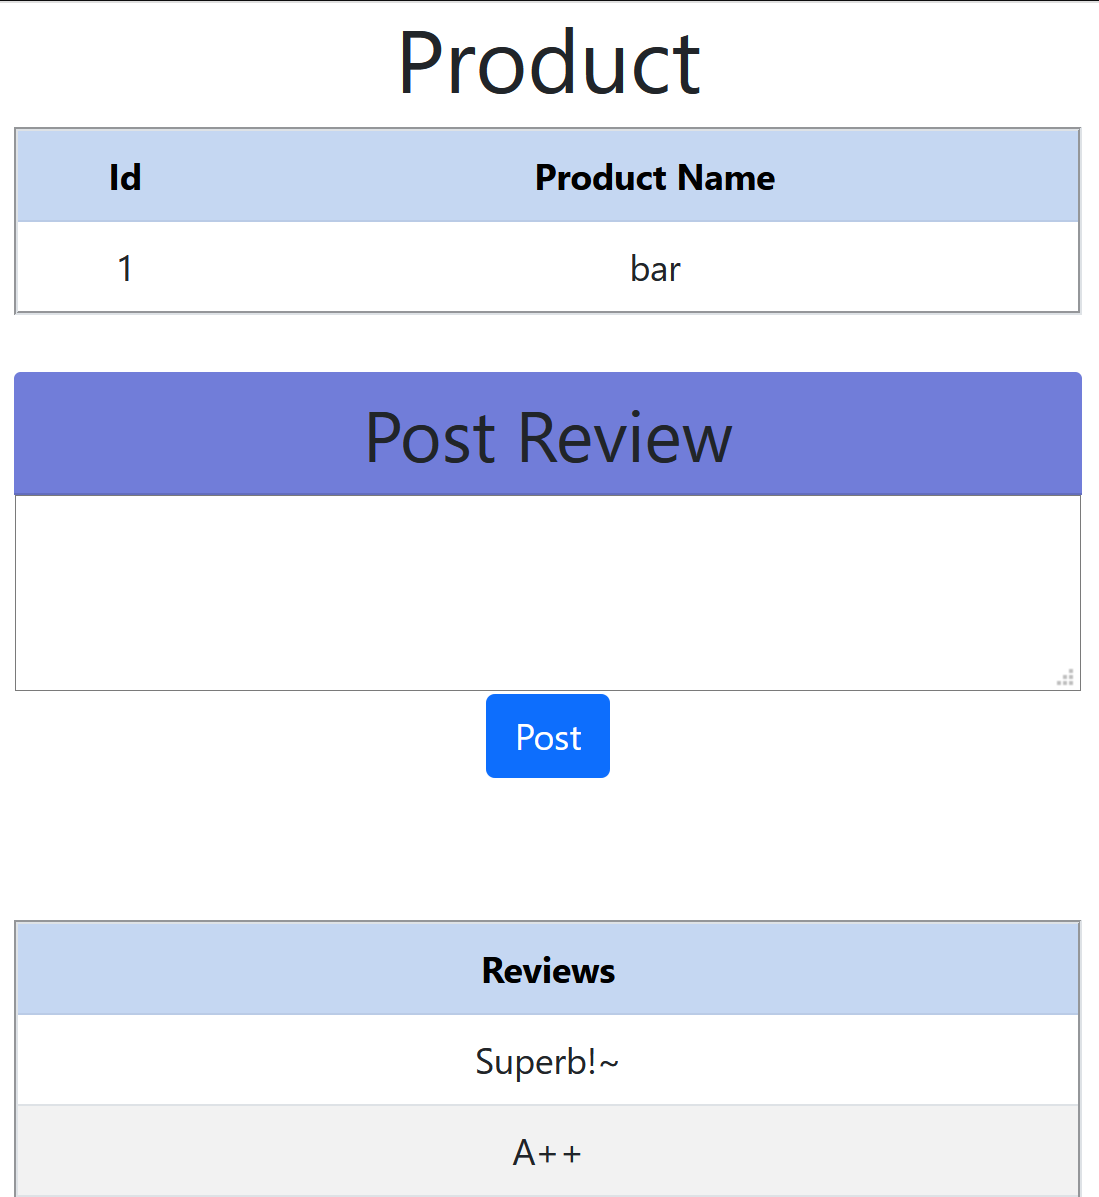 Product
Id Product Name
1 bar
Post Review
Post
Reviews
Superb!~
A++